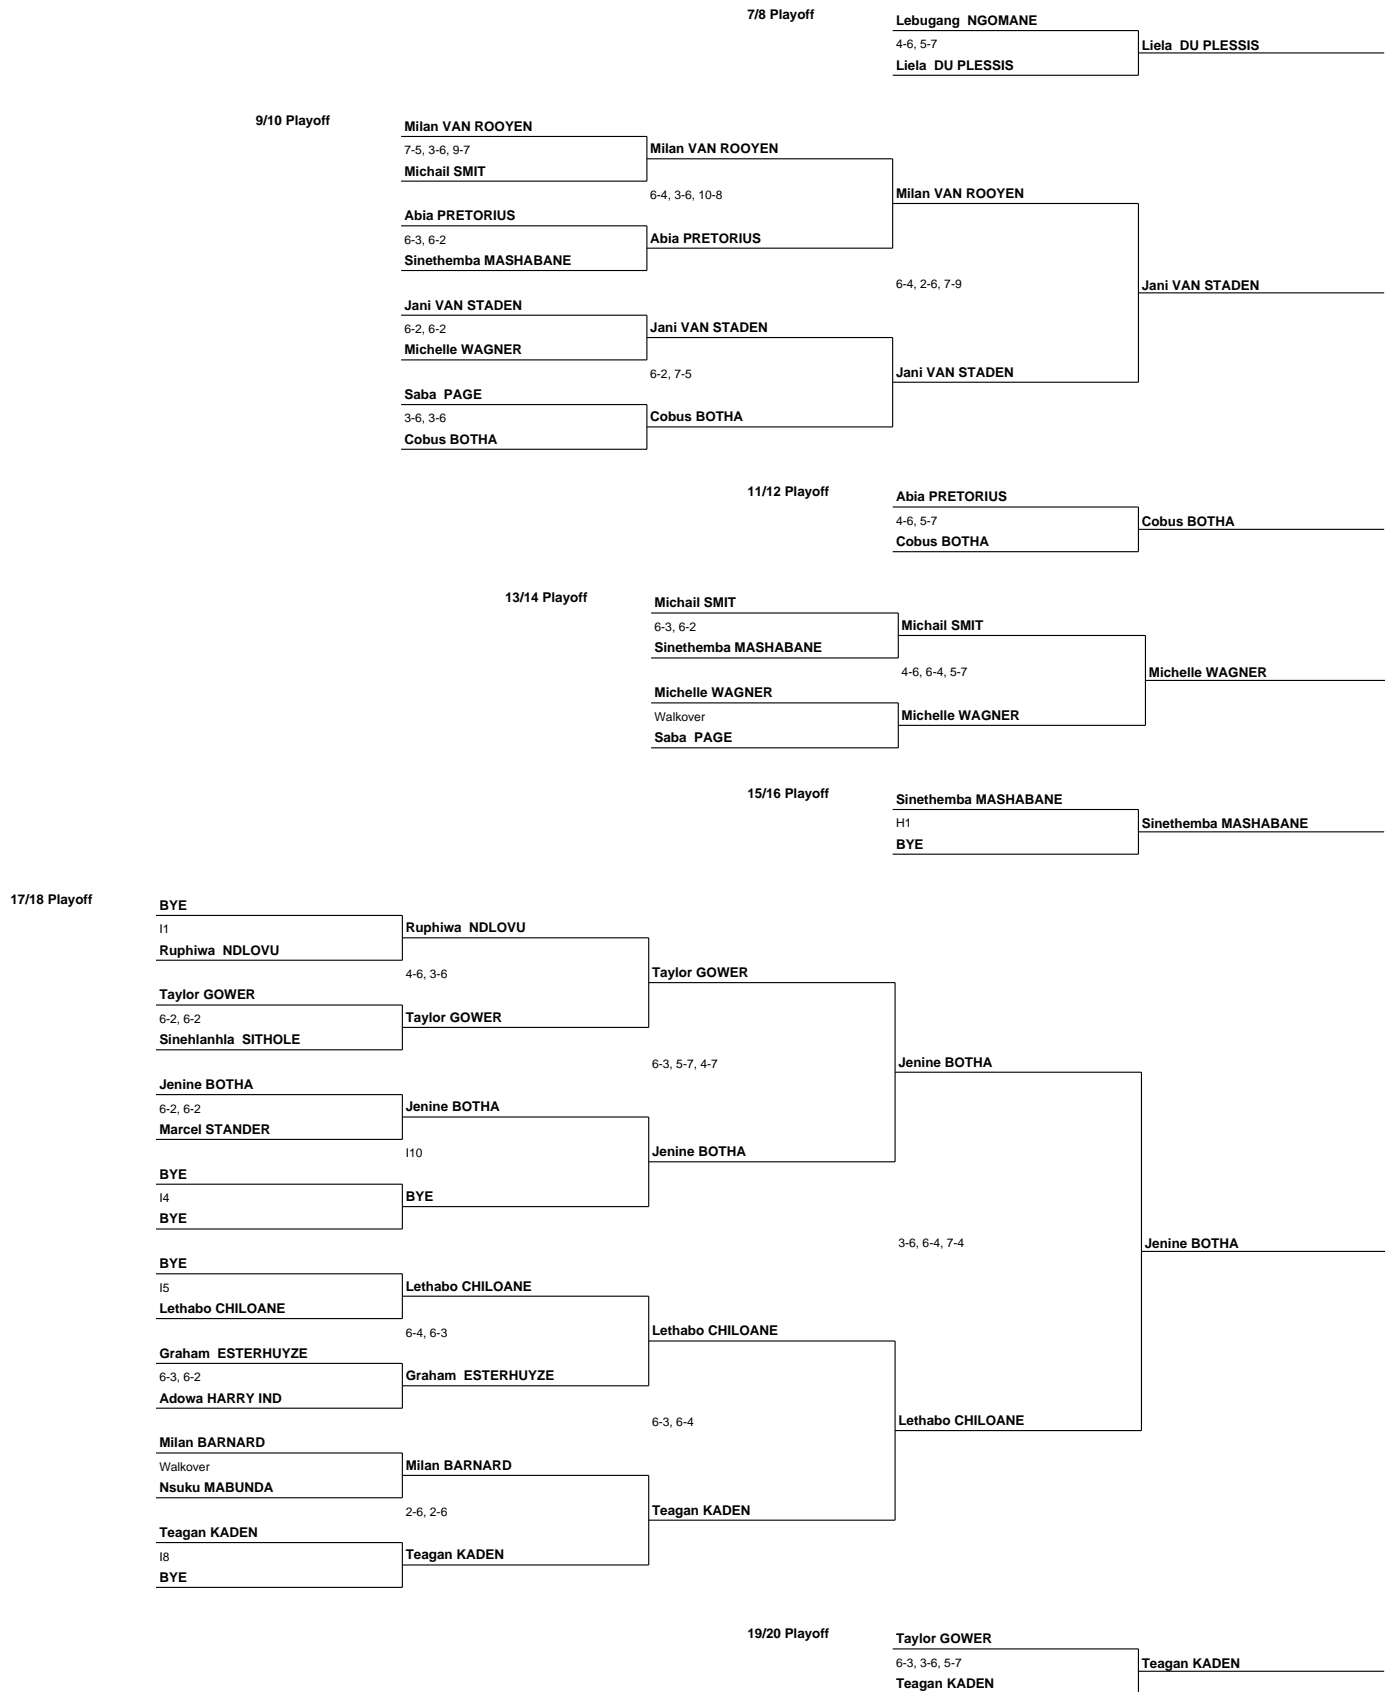 7/8 Playoff
Lebugang  NGOMANE
4-6, 5-7
Liela  DU PLESSIS
Liela  DU PLESSIS
9/10 Playoff
Milan VAN ROOYEN
7-5, 3-6, 9-7
Milan VAN ROOYEN
Michail SMIT
6-4, 3-6, 10-8
Milan VAN ROOYEN
Abia PRETORIUS
6-3, 6-2
Abia PRETORIUS
Sinethemba MASHABANE
6-4, 2-6, 7-9
Jani VAN STADEN
Jani VAN STADEN
6-2, 6-2
Jani VAN STADEN
Michelle WAGNER
6-2, 7-5
Jani VAN STADEN
Saba  PAGE
3-6, 3-6
Cobus BOTHA
Cobus BOTHA
11/12 Playoff
Abia PRETORIUS
4-6, 5-7
Cobus BOTHA
Cobus BOTHA
13/14 Playoff
Michail SMIT
6-3, 6-2
Michail SMIT
Sinethemba MASHABANE
4-6, 6-4, 5-7
Michelle WAGNER
Michelle WAGNER
Walkover
Michelle WAGNER
Saba  PAGE
15/16 Playoff
Sinethemba MASHABANE
H1
Sinethemba MASHABANE
BYE
17/18 Playoff
BYE
I1
Ruphiwa  NDLOVU
Ruphiwa  NDLOVU
4-6, 3-6
Taylor GOWER
Taylor GOWER
6-2, 6-2
Taylor GOWER
Sinehlanhla  SITHOLE
6-3, 5-7, 4-7
Jenine BOTHA
Jenine BOTHA
6-2, 6-2
Jenine BOTHA
Marcel STANDER
I10
Jenine BOTHA
BYE
I4
BYE
BYE
3-6, 6-4, 7-4
Jenine BOTHA
BYE
I5
Lethabo CHILOANE
Lethabo CHILOANE
6-4, 6-3
Lethabo CHILOANE
Graham  ESTERHUYZE
6-3, 6-2
Graham  ESTERHUYZE
Adowa HARRY IND
6-3, 6-4
Lethabo CHILOANE
Milan BARNARD
Walkover
Milan BARNARD
Nsuku MABUNDA
2-6, 2-6
Teagan KADEN
Teagan KADEN
I8
Teagan KADEN
BYE
19/20 Playoff
Taylor GOWER
6-3, 3-6, 5-7
Teagan KADEN
Teagan KADEN